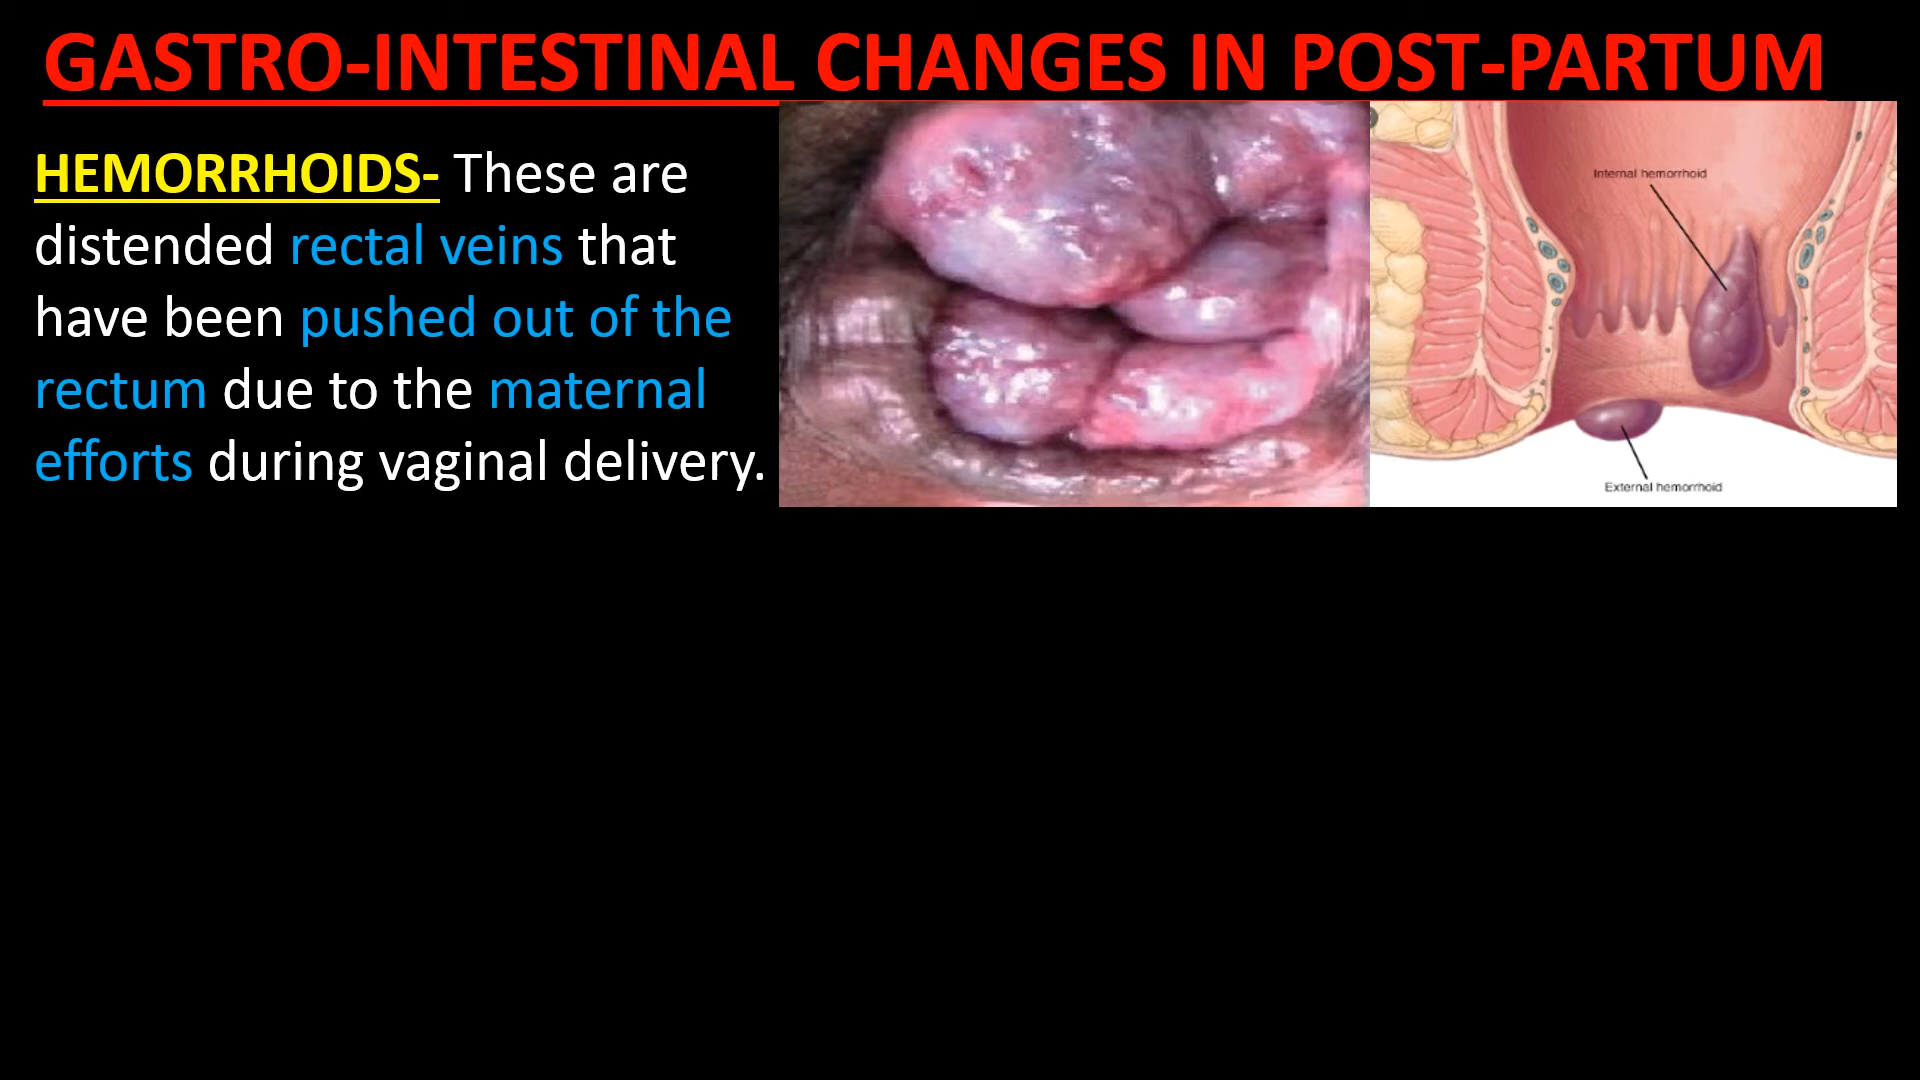 GASTRO-INTESTINAL CHANGES IN POST-PARTUM
HEMORRHOIDS- These are
distended rectal veins that
have been pushed out of the
rectum due to the maternal
efforts during vaginal delivery.
Internal hemorrhoid
External hemorrhoid